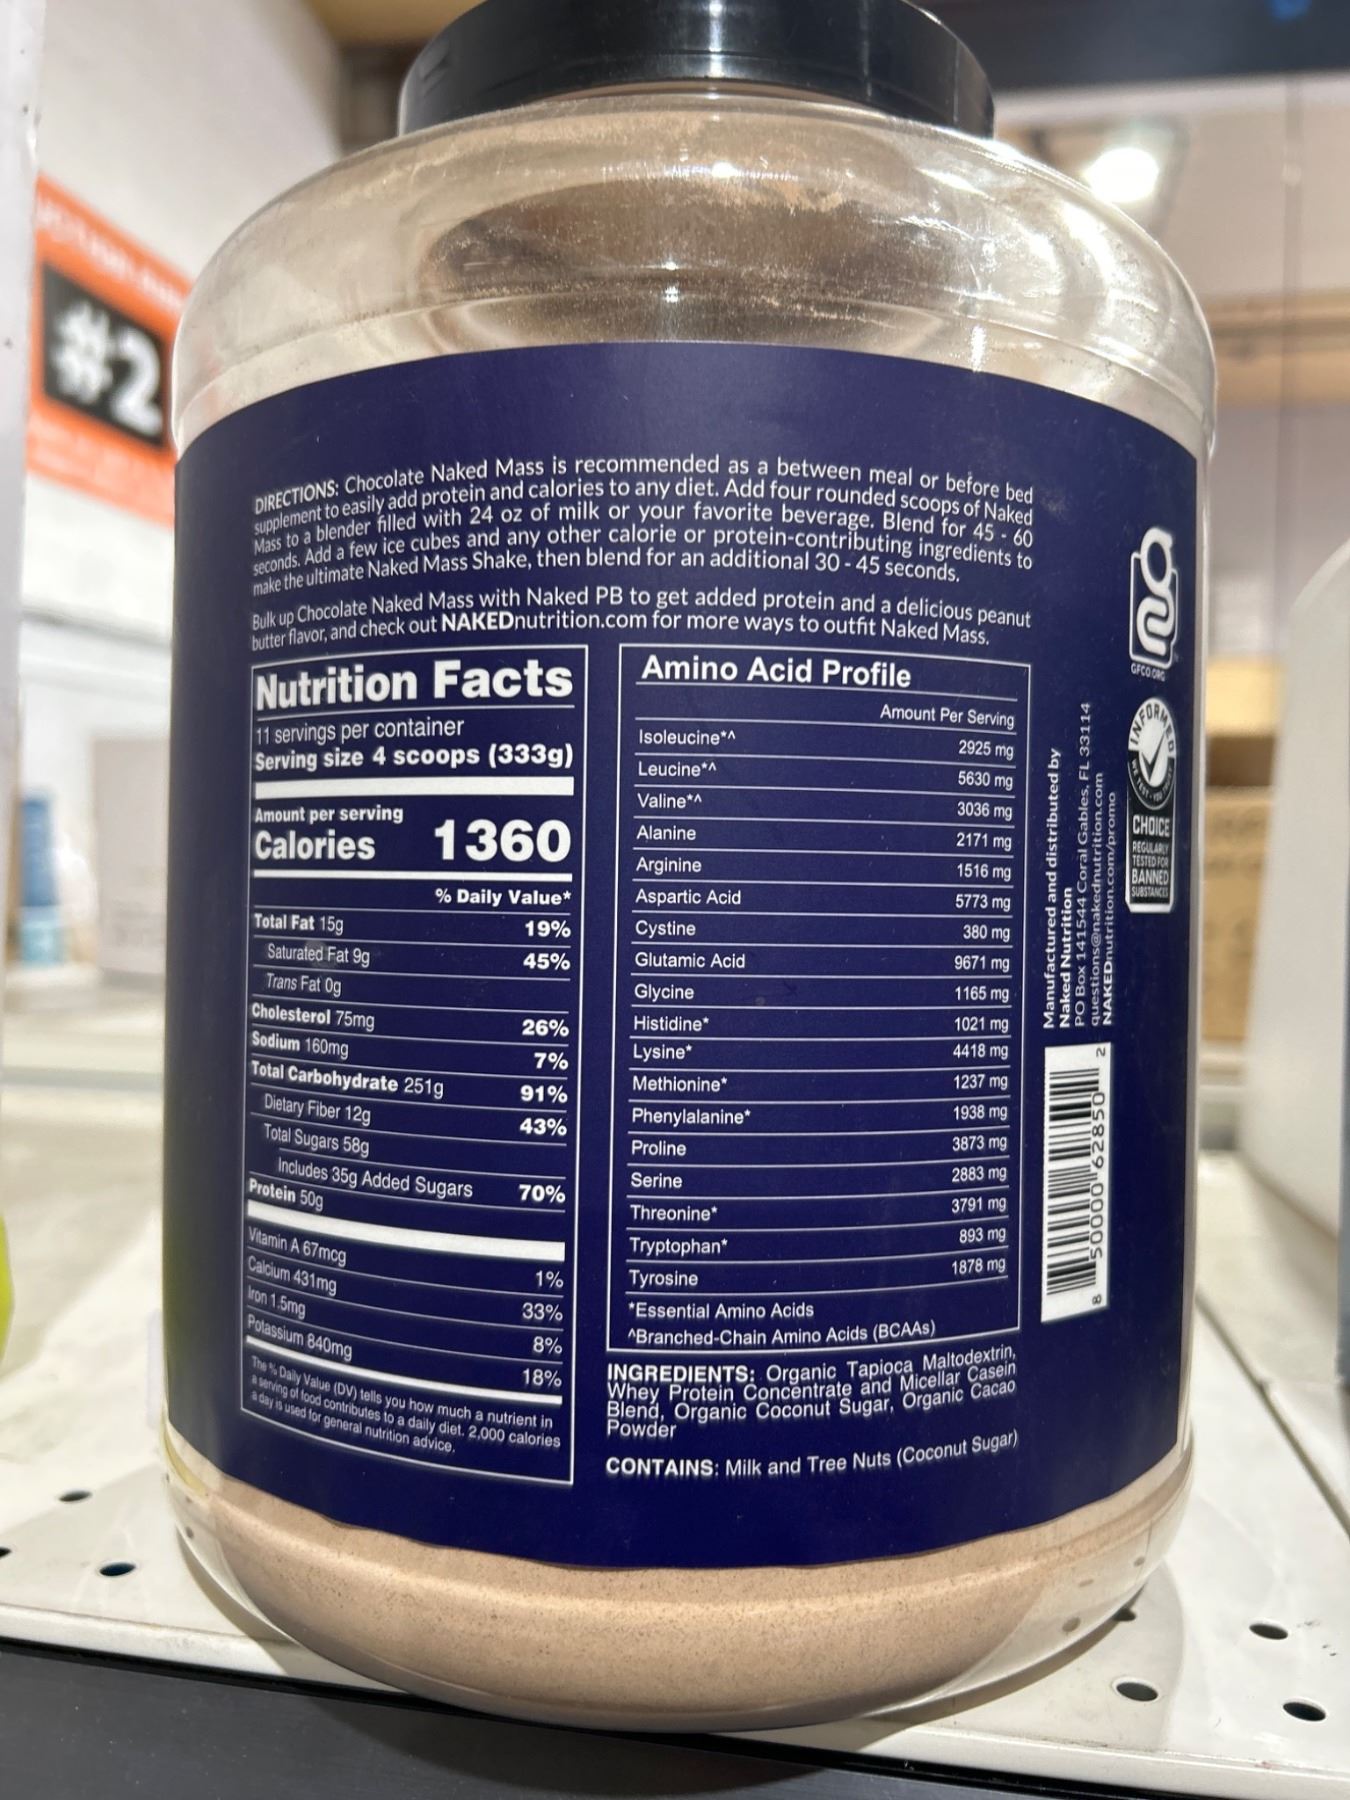 #2
DIRECTIONS: Chocolate Naked Mass is recommended as a between meal or before bed
supplement to easily add protein and calories to any diet. Add four rounded scoops of Naked
Mass to a blender filled with 24 oz of milk or your favorite beverage. Blend for 45 - 60
seconds. Add a few ice cubes and any other calorie or protein-contributing ingredients to
make the ultimate Naked Mass Shake, then blend for an additional 30 - 45 seconds.
Bulk up Chocolate Naked Mass with Naked PB to get added protein and a delicious peanut
butter flavor, and check out NAKEDnutrition.com for more ways to outfit Naked Mass.
Nutrition Facts
11 servings per container
Serving size 4 scoops (333g)
Amount per serving
Calories 1360
% Daily Value*
Total Fat 15g 19%
Saturated Fat 9g 45%
Trans Fat 0g
Cholesterol 75mg 26%
Sodium 160mg 7%
Total Carbohydrate 251g 91%
Dietary Fiber 12g 43%
Total Sugars 58g
Includes 35g Added Sugars 70%
Protein 50g
Vitamin A 67mcg 1%
Calcium 431mg 33%
Iron 1.5mg 8%
Potassium 840mg 18%
The % Daily Value (DV) tells you how much a nutrient in
a serving of food contributes to a daily diet. 2,000 calories
a day is used for general nutrition advice.
Amino Acid Profile
Amount Per Serving
Isoleucine*^ 2925 mg
Leucine*^ 5630 mg
Valine*^ 3036 mg
Alanine 2171 mg
Arginine 1516 mg
Aspartic Acid 5773 mg
Cystine 380 mg
Glutamic Acid 9671 mg
Glycine 1165 mg
Histidine* 1021 mg
Lysine* 4418 mg
Methionine* 1237 mg
Phenylalanine* 1938 mg
Proline 3873 mg
Serine 2883 mg
Threonine* 3791 mg
Tryptophan* 893 mg
Tyrosine 1878 mg
*Essential Amino Acids
^Branched-Chain Amino Acids (BCAAs)
INGREDIENTS: Organic Tapioca Maltodextrin,
Whey Protein Concentrate and Micellar Casein
Blend, Organic Coconut Sugar, Organic Cacao
Powder
CONTAINS: Milk and Tree Nuts (Coconut Sugar)
Manufactured and distributed by
Naked Nutrition
PO Box 141544 Coral Gables, FL 33114
questions@nakednutrition.com
NAKEDnutrition.com/promo
8 50000 62850 2
GFCO.ORG
INFORMED
CHOICE
REGULARLY
TESTED FOR
BANNED
SUBSTANCES